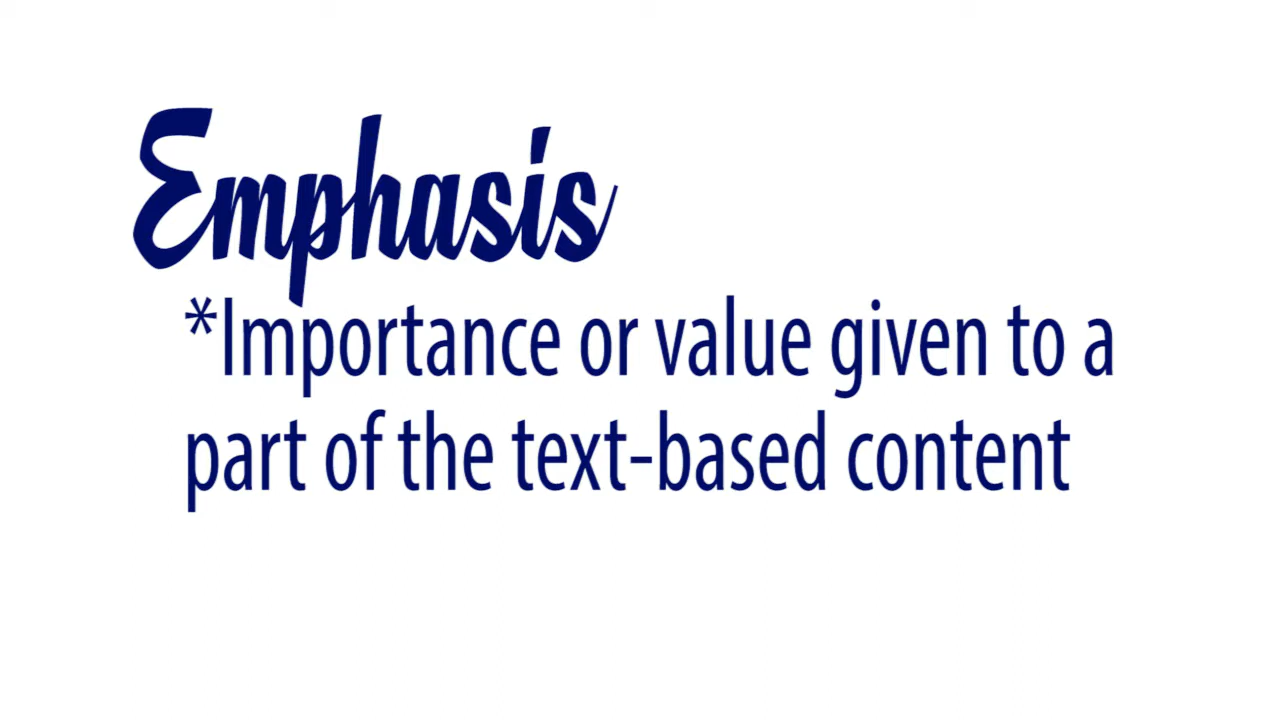 Emphasis
*Importance or value given to a
part of the text-based content